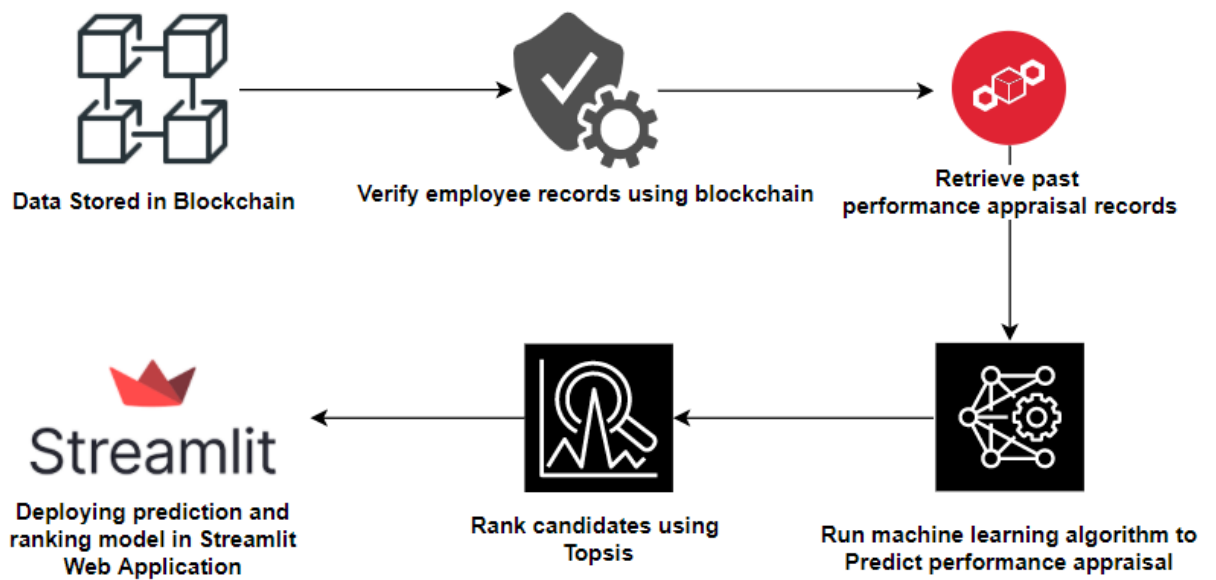 Data Stored in Blockchain
Verify employee records using blockchain
Retrieve past
performance appraisal records
Streamlit
Deploying prediction and
ranking model in Streamlit
Web Application
Rank candidates using
Topsis
Run machine learning algorithm to
Predict performance appraisal